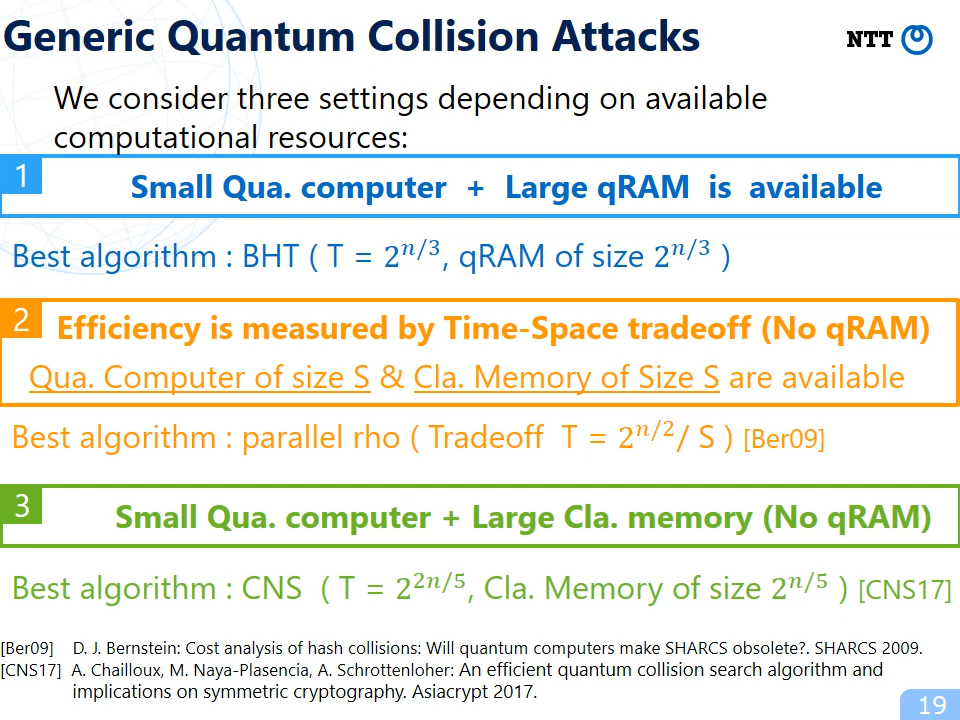 Generic Quantum Collision Attacks
NTT
We consider three settings depending on available
computational resources:
1
Small Qua. computer + Large qRAM is available
Best algorithm : BHT ( T = 2^{n/3}, qRAM of size 2^{n/3} )
2
Efficiency is measured by Time-Space tradeoff (No qRAM)
Qua. Computer of size S & Cla. Memory of Size S are available
Best algorithm : parallel rho ( Tradeoff T = 2^{n/2}/ S ) [Ber09]
3
Small Qua. computer + Large Cla. memory (No qRAM)
Best algorithm : CNS ( T = 2^{2n/5}, Cla. Memory of size 2^{n/5} ) [CNS17]
[Ber09] D. J. Bernstein: Cost analysis of hash collisions: Will quantum computers make SHARCS obsolete?. SHARCS 2009.
[CNS17] A. Chailloux, M. Naya-Plasencia, A. Schrottenloher: An efficient quantum collision search algorithm and
implications on symmetric cryptography. Asiacrypt 2017.
19